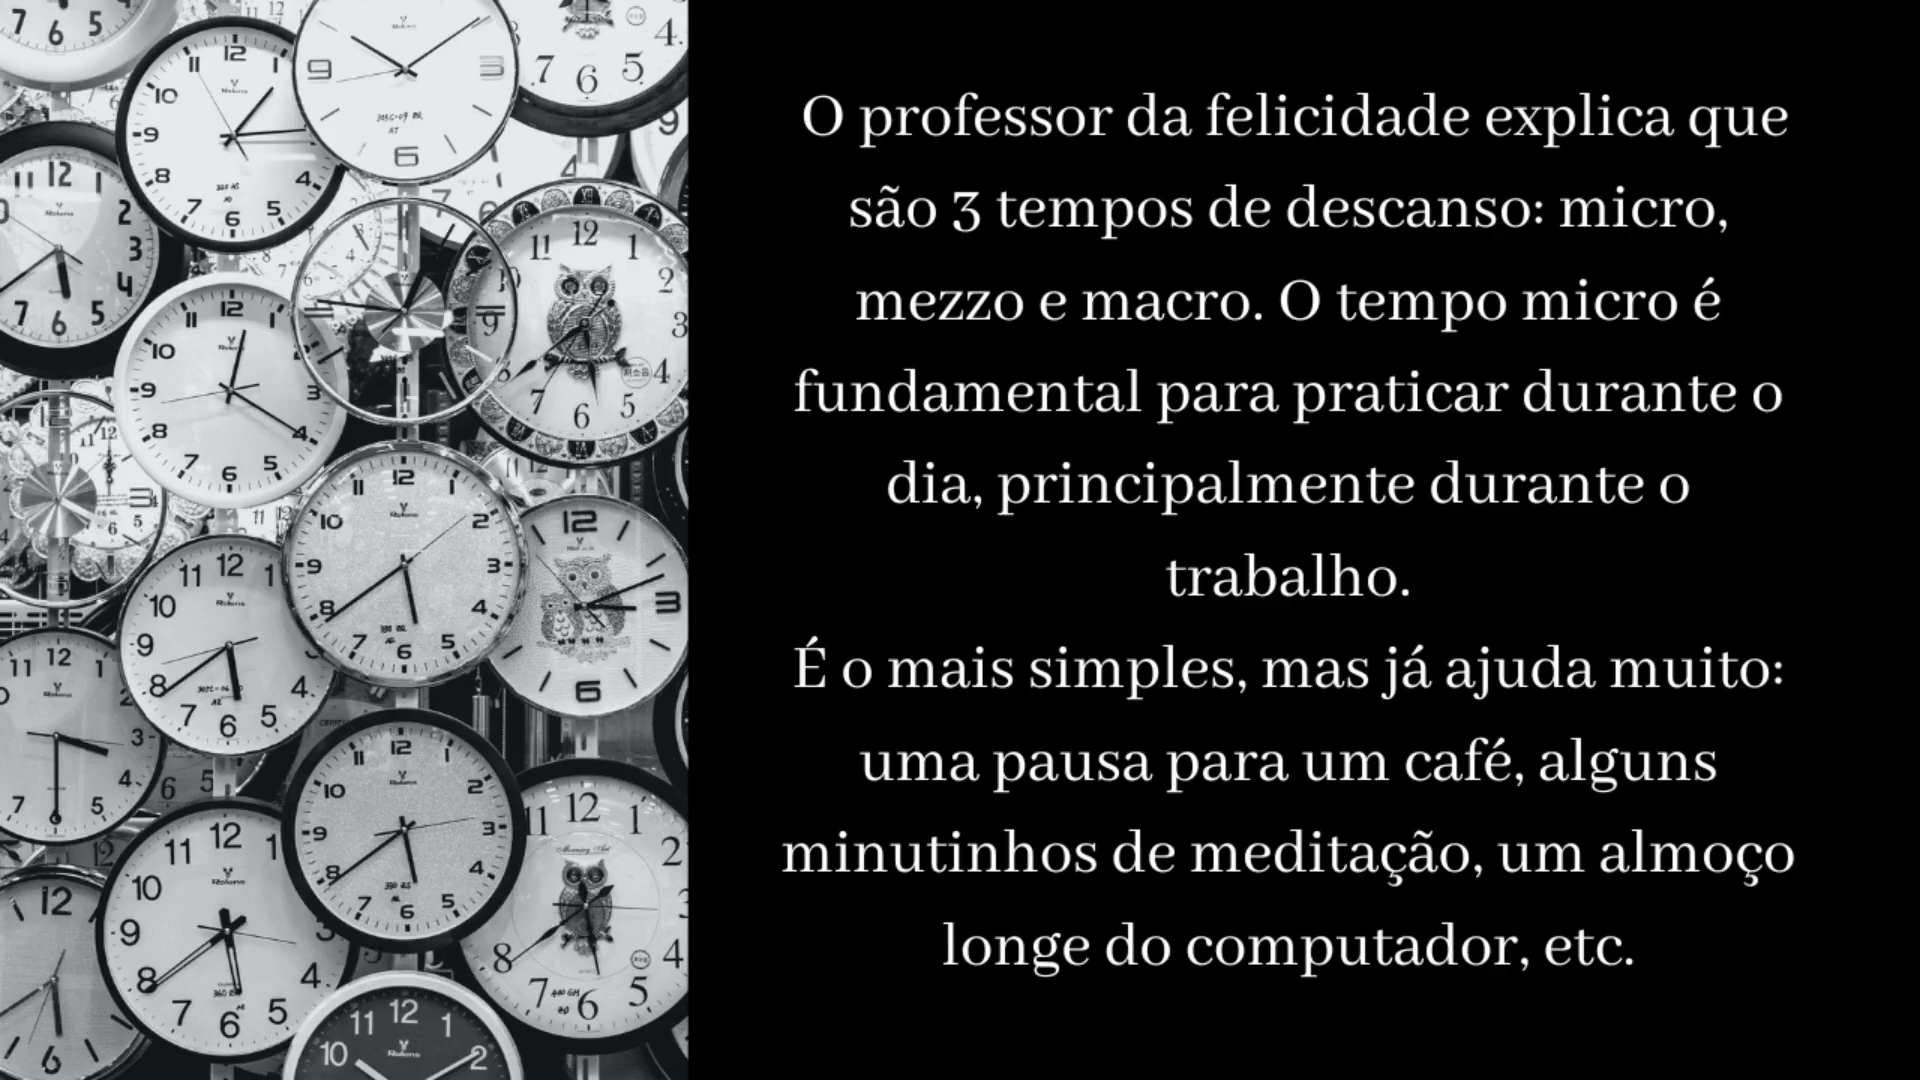 O professor da felicidade explica que
são 3 tempos de descanso: micro,
mezzo e macro. O tempo micro é
fundamental para praticar durante o
dia, principalmente durante o
trabalho.
É o mais simples, mas já ajuda muito:
uma pausa para um café, alguns
minutinhos de meditação, um almoço
longe do computador, etc.